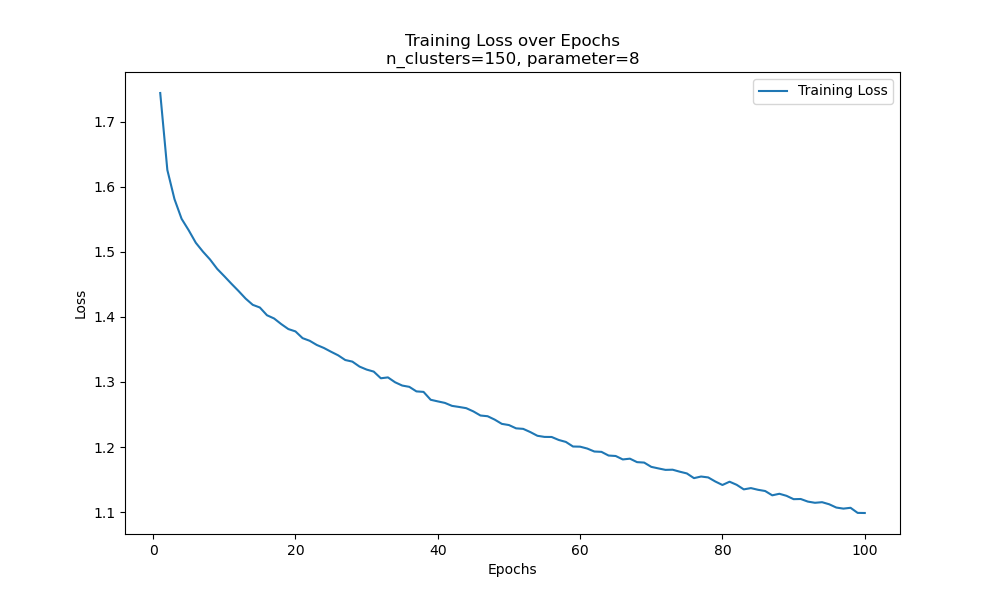 Training Loss over Epochs
n_clusters=150, parameter=8
Training Loss
1.7
1.6
1.5
1.4
1.3
1.2
1.1
Loss
0
20
40
60
80
100
Epochs